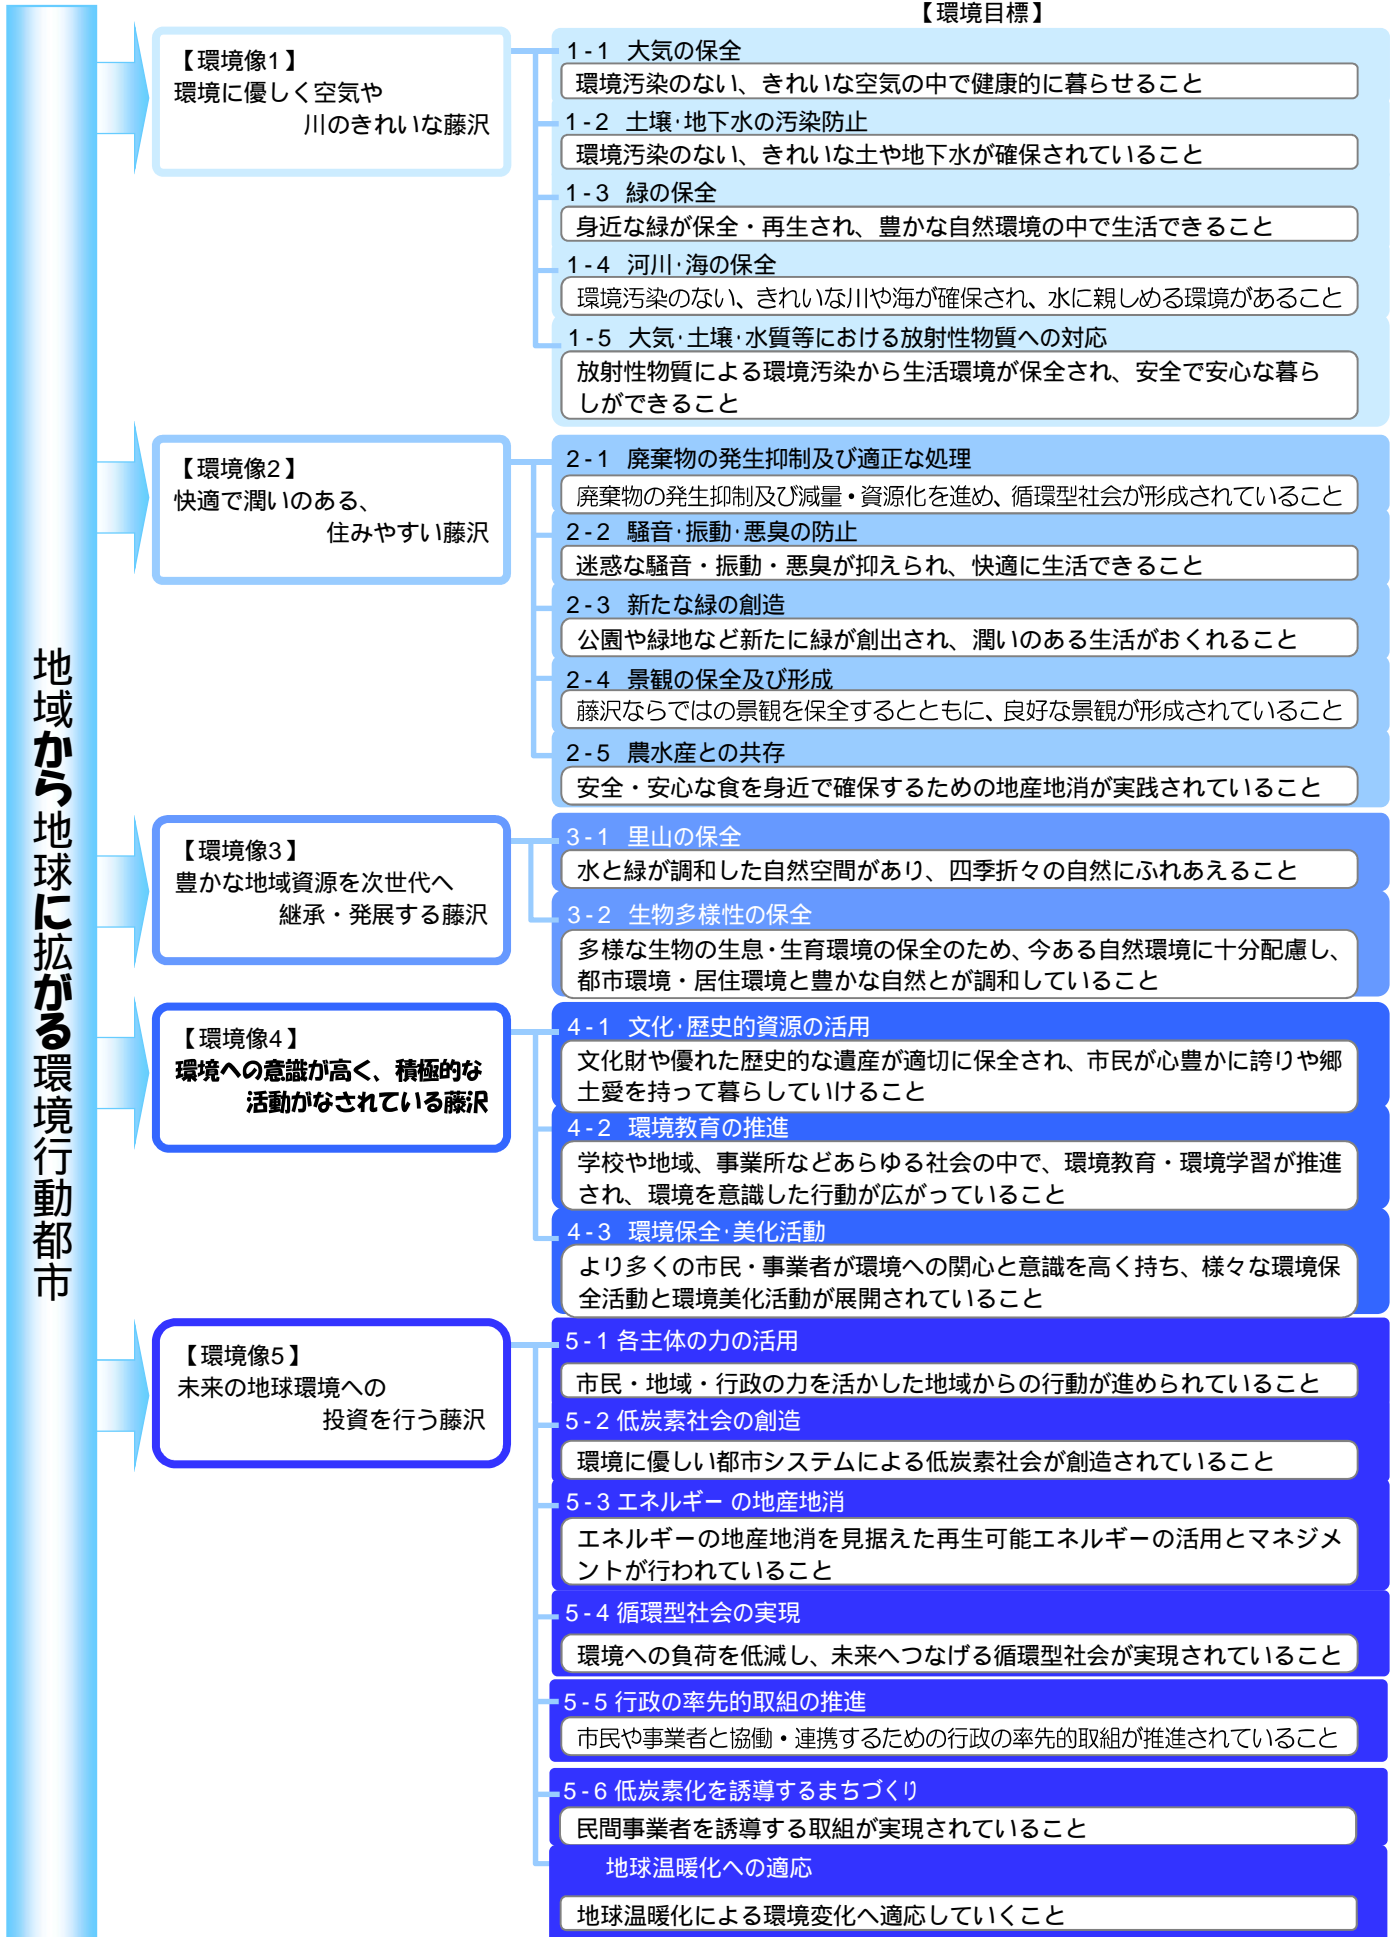 【環境目標】
地域から地球に拡がる環境行動都市
【環境像1】
環境に優しく空気や
川のきれいな藤沢
1-1 大気の保全
環境汚染のない、きれいな空気の中で健康的に暮らせること
1-2 土壌･地下水の汚染防止
環境汚染のない、きれいな土や地下水が確保されていること
1-3 緑の保全
身近な緑が保全・再生され、豊かな自然環境の中で生活できること
1-4 河川･海の保全
環境汚染のない、きれいな川や海が確保され、水に親しめる環境があること
1-5 大気･土壌･水質等における放射性物質への対応
放射性物質による環境汚染から生活環境が保全され、安全で安心な暮ら
しができること
【環境像2】
快適で潤いのある、
住みやすい藤沢
2-1 廃棄物の発生抑制及び適正な処理
廃棄物の発生抑制及び減量・資源化を進め、循環型社会が形成されていること
2-2 騒音･振動･悪臭の防止
迷惑な騒音・振動・悪臭が抑えられ、快適に生活できること
2-3 新たな緑の創造
公園や緑地など新たに緑が創出され、潤いのある生活がおくれること
2-4 景観の保全及び形成
藤沢ならではの景観を保全するとともに、良好な景観が形成されていること
2-5 農水産との共存
安全・安心な食を身近で確保するための地産地消が実践されていること
【環境像3】
豊かな地域資源を次世代へ
継承・発展する藤沢
3-1 里山の保全
水と緑が調和した自然空間があり、四季折々の自然にふれあえること
3-2 生物多様性の保全
多様な生物の生息・生育環境の保全のため、今ある自然環境に十分配慮し、
都市環境・居住環境と豊かな自然とが調和していること
【環境像4】
環境への意識が高く、積極的な
活動がなされている藤沢
4-1 文化･歴史的資源の活用
文化財や優れた歴史的な遺産が適切に保全され、市民が心豊かに誇りや郷
土愛を持って暮らしていけること
4-2 環境教育の推進
学校や地域、事業所などあらゆる社会の中で、環境教育・環境学習が推進
され、環境を意識した行動が広がっていること
4-3 環境保全･美化活動
より多くの市民・事業者が環境への関心と意識を高く持ち、様々な環境保
全活動と環境美化活動が展開されていること
【環境像5】
未来の地球環境への
投資を行う藤沢
5-1 各主体の力の活用
市民・地域・行政の力を活かした地域からの行動が進められていること
5-2 低炭素社会の創造
環境に優しい都市システムによる低炭素社会が創造されていること
5-3 エネルギー の地産地消
エネルギーの地産地消を見据えた再生可能エネルギーの活用とマネジメ
ントが行われていること
5-4 循環型社会の実現
環境への負荷を低減し、未来へつなげる循環型社会が実現されていること
5-5 行政の率先的取組の推進
市民や事業者と協働・連携するための行政の率先的取組が推進されていること
5-6 低炭素化を誘導するまちづくり
民間事業者を誘導する取組が実現されていること
地球温暖化への適応
地球温暖化による環境変化へ適応していくこと